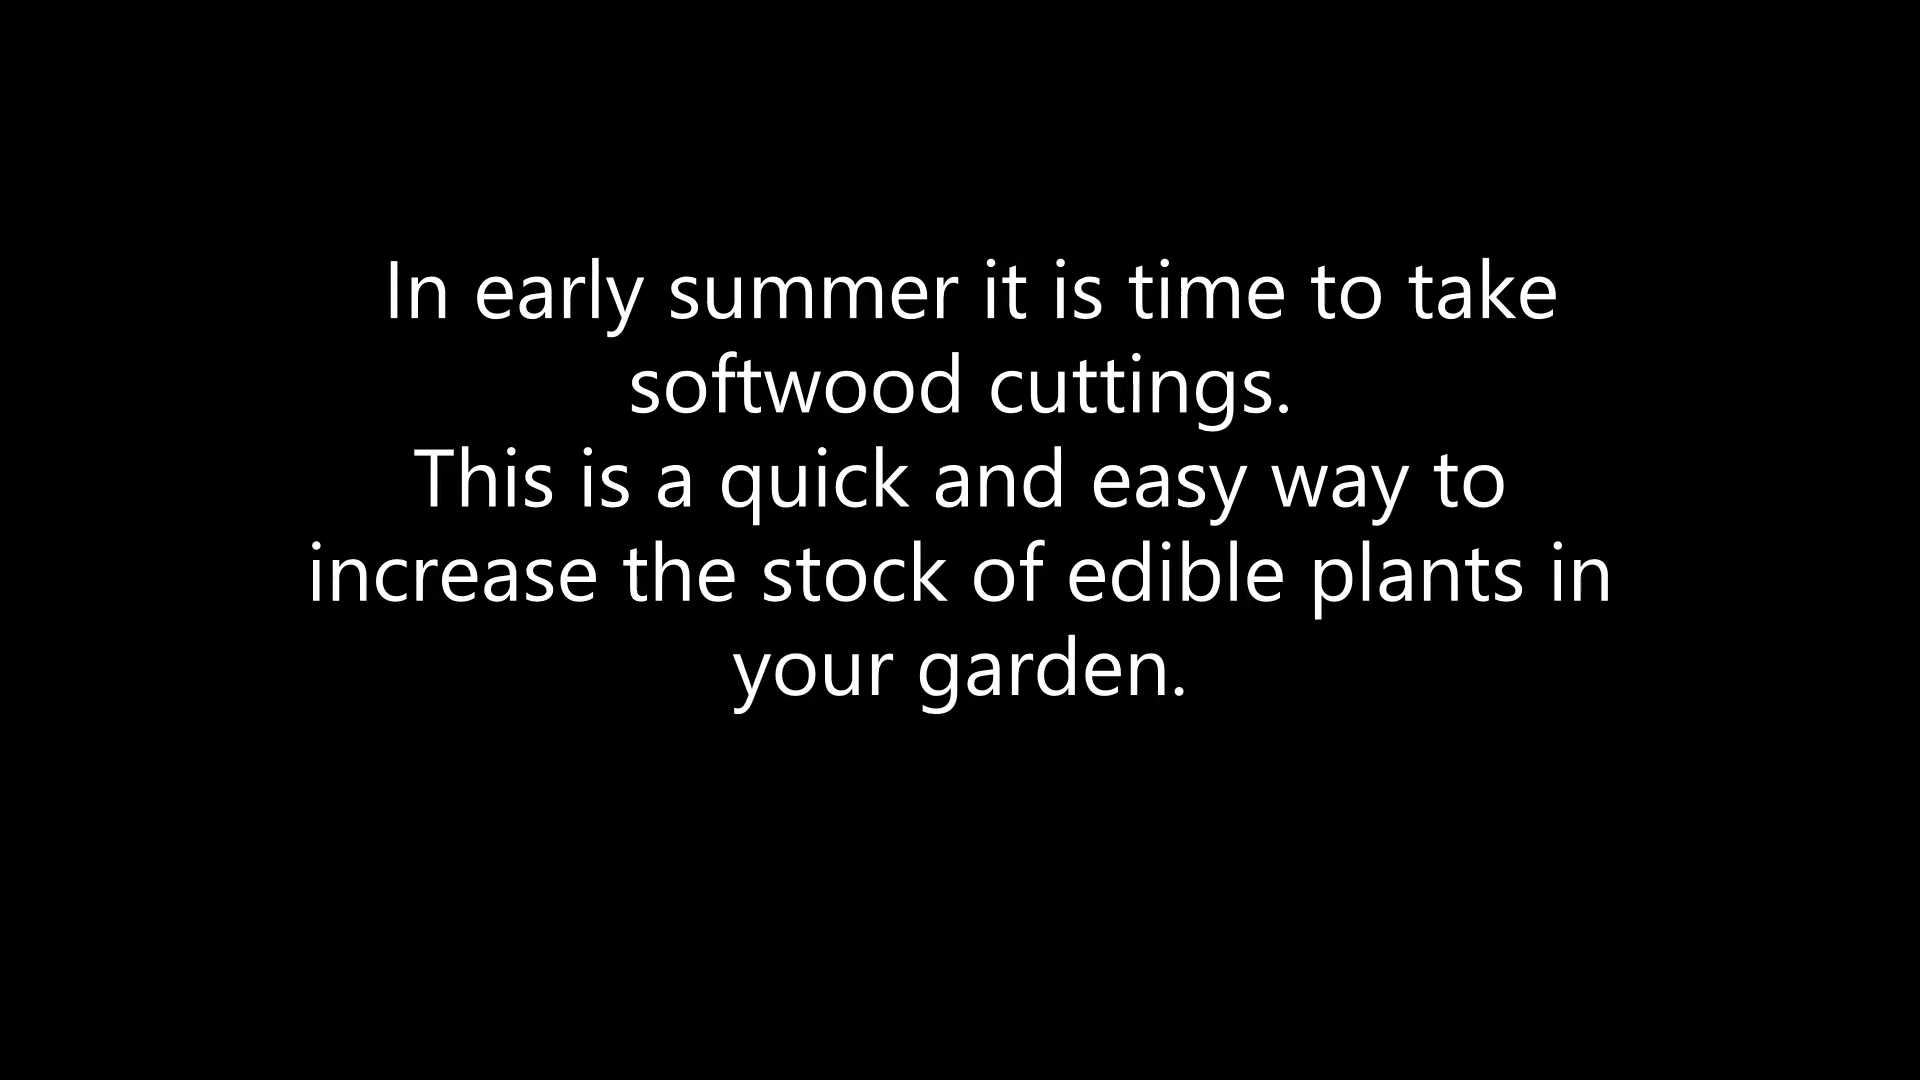 In early summer it is time to take
softwood cuttings.
This is a quick and easy way to
increase the stock of edible plants in
your garden.